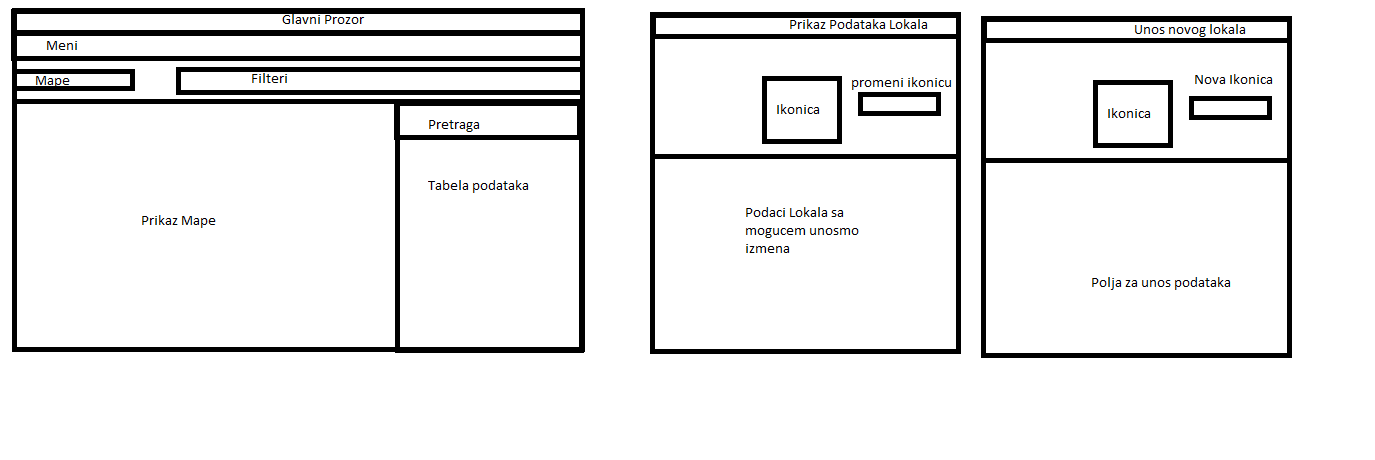 Glavni Prozor
Meni
Mape
Filteri
Pretraga
Tabela podataka
Prikaz Mape
Prikaz Podataka Lokala
Ikonica
promeni ikonicu
Podaci Lokala sa
mogucem unosmo
izmena
Unos novog lokala
Ikonica
Nova Ikonica
Polja za unos podataka